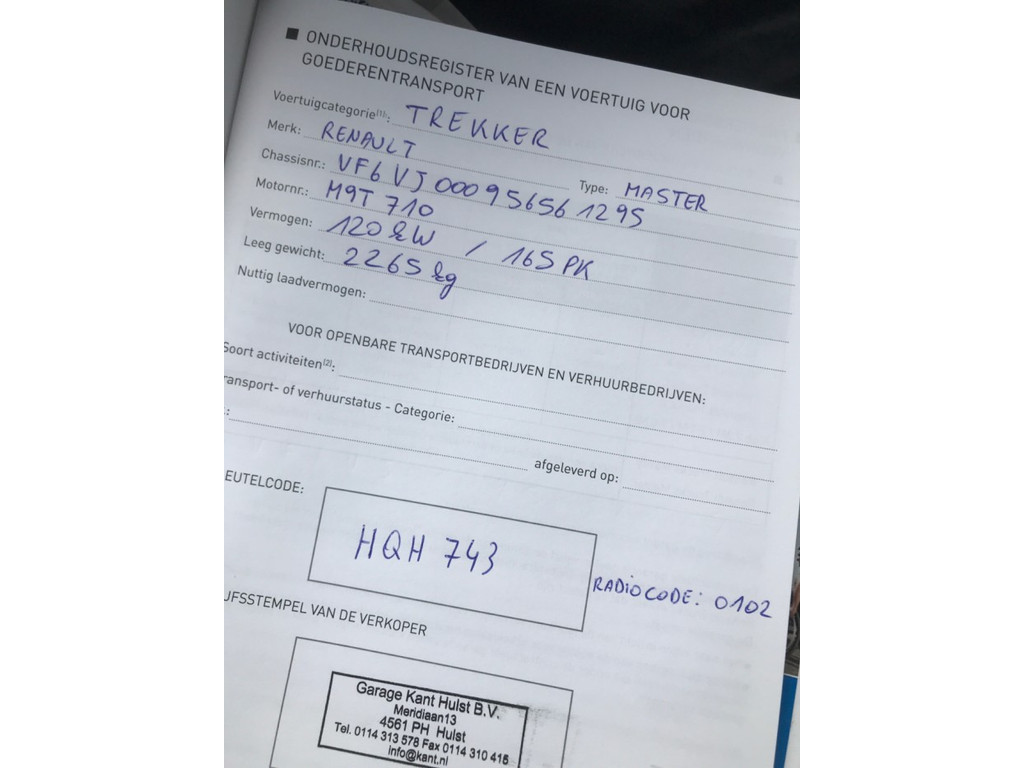 ■ ONDERHOUDSREGISTER VAN EEN VOERTUIG VOOR
GOEDERENTRANSPORT
Voertuigcategorie[1]: TREKKER
Merk: RENAULT Type: MASTER
Chassisnr.: VF6VJ000956561295
Motornr.: M9T 710
Vermogen: 120 kW / 165 PK
Leeg gewicht: 2265 kg
Nuttig laadvermogen:
VOOR OPENBARE TRANSPORTBEDRIJVEN EN VERHUURBEDRIJVEN:
Soort activiteiten[2]:
ransport- of verhuurstatus - Categorie:
: afgeleverd op:
EUTELCODE:
HQH 743
RADIOCODE: 0102
JFSSTEMPEL VAN DE VERKOPER
Garage Kant Hulst B.V.
Meridiaan13
4561 PH Hulst
Tel. 0114 313 578 Fax 0114 310 415
info@kant.nl